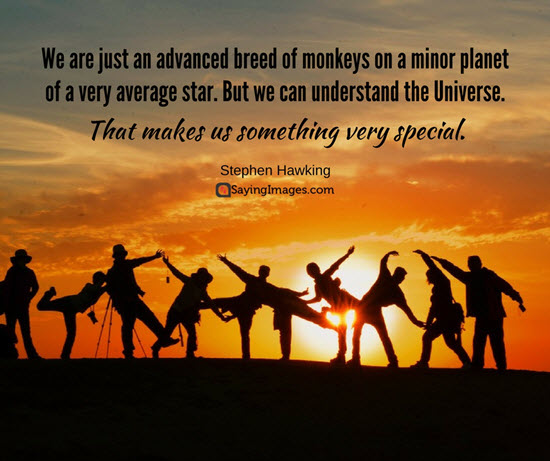 We are just an advanced breed of monkeys on a minor planet
of a very average star. But we can understand the Universe.
That makes us something very special.
Stephen Hawking
SayingImages.com